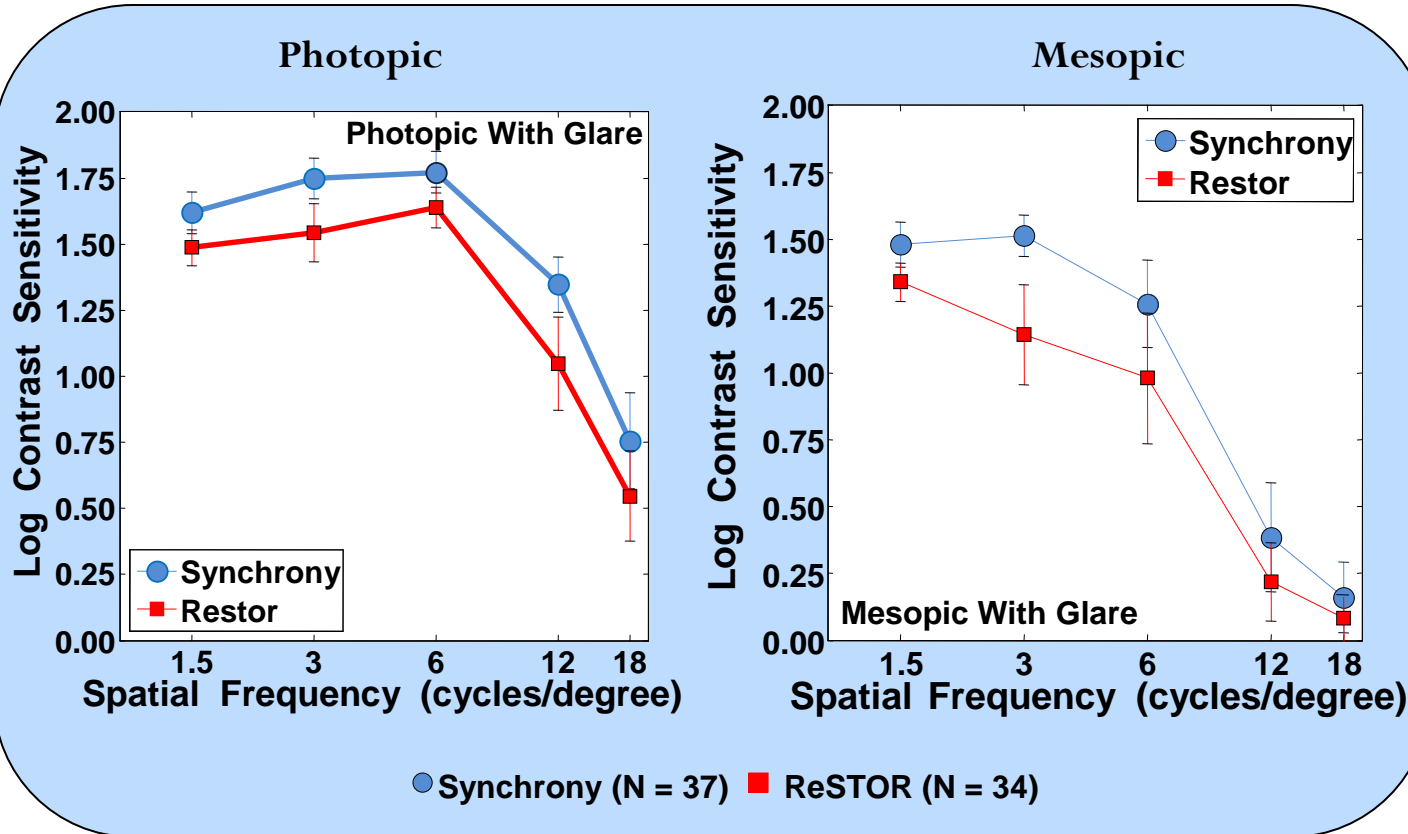 Photopic
Mesopic
Photopic With Glare
Log Contrast Sensitivity
2.00
1.75
1.50
1.25
1.00
0.75
0.50
0.25
0.00
Synchrony
Restor
1.5 3 6 12 18
Spatial Frequency (cycles/degree)
Log Contrast Sensitivity
2.00
1.75
1.50
1.25
1.00
0.75
0.50
0.25
0.00
Synchrony
Restor
Mesopic With Glare
1.5 3 6 12 18
Spatial Frequency (cycles/degree)
Synchrony (N = 37) ReSTOR (N = 34)